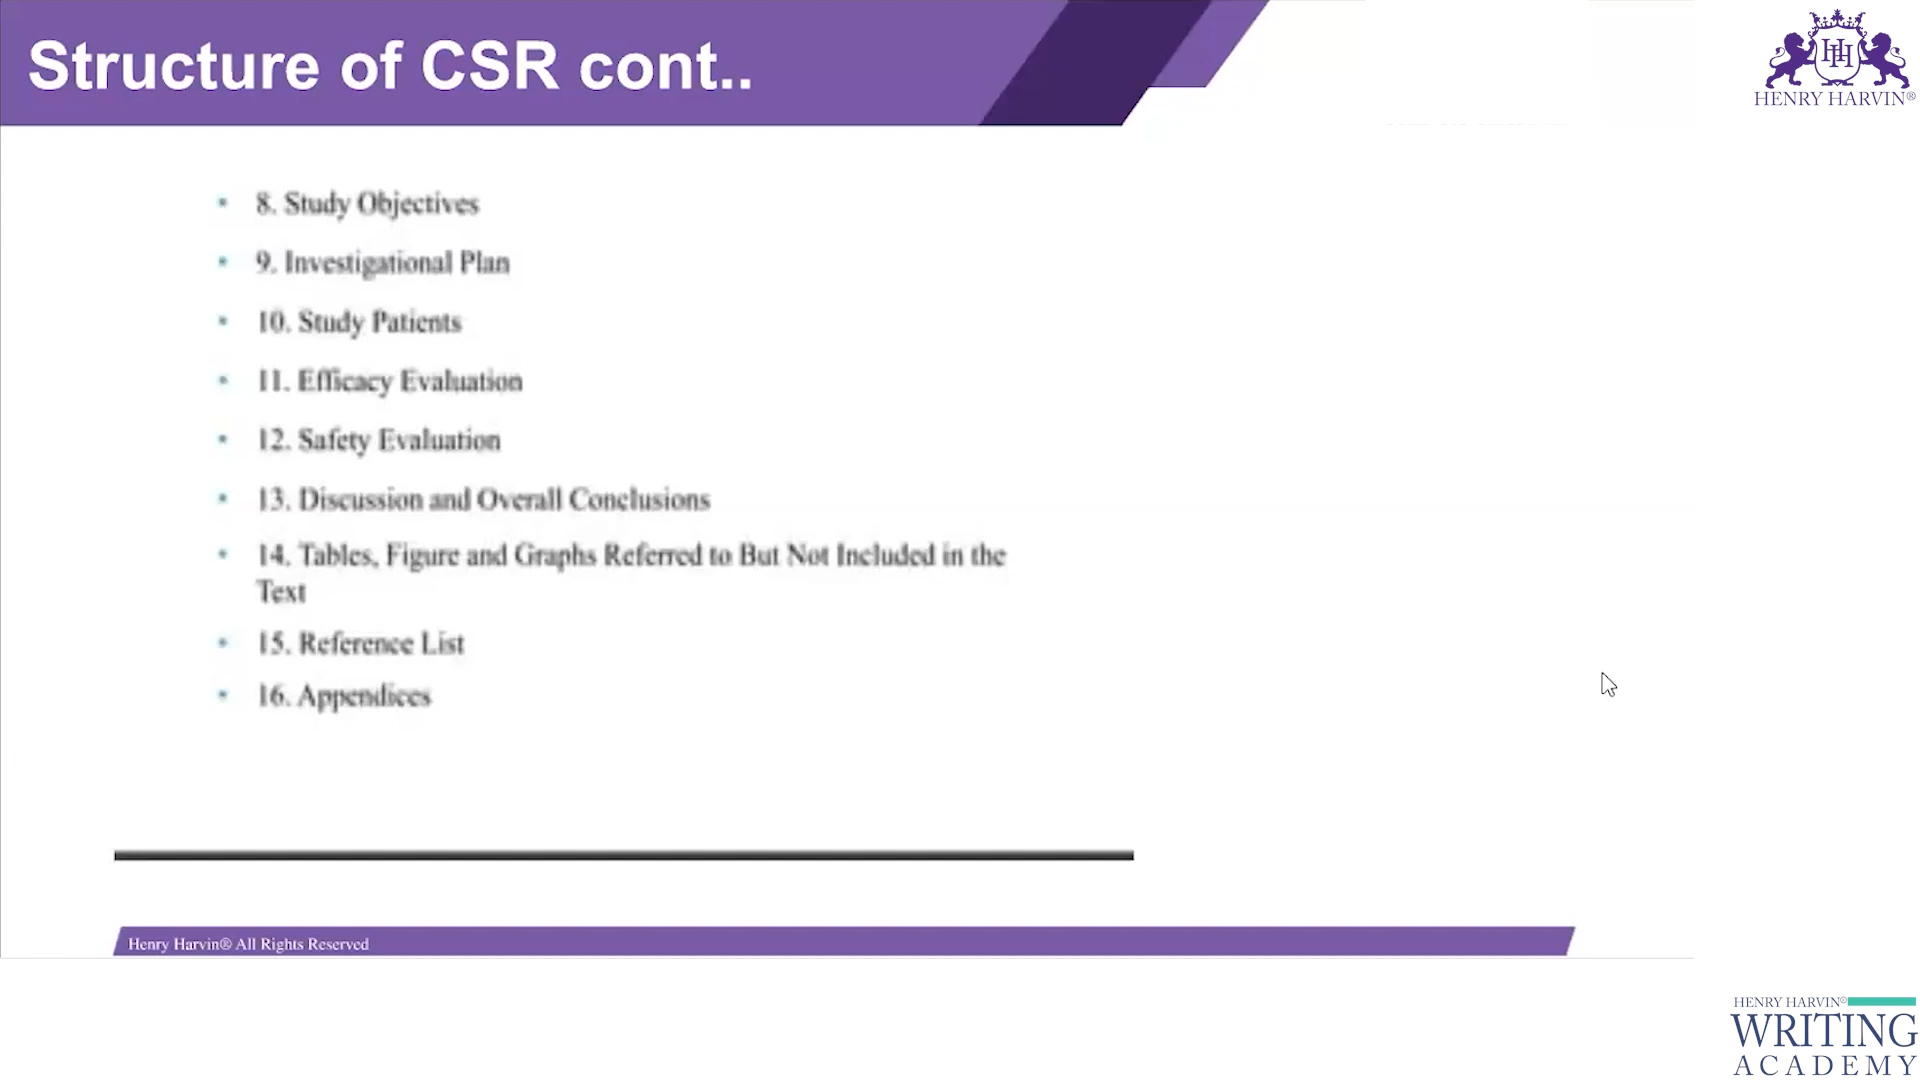 Structure of CSR cont..
HH
HENRY HARVIN®
• 8. Study Objectives
• 9. Investigational Plan
• 10. Study Patients
• 11. Efficacy Evaluation
• 12. Safety Evaluation
• 13. Discussion and Overall Conclusions
• 14. Tables, Figure and Graphs Referred to But Not Included in the
Text
• 15. Reference List
• 16. Appendices
Henry Harvin® All Rights Reserved
HENRY HARVIN®
WRITING
ACADEMY